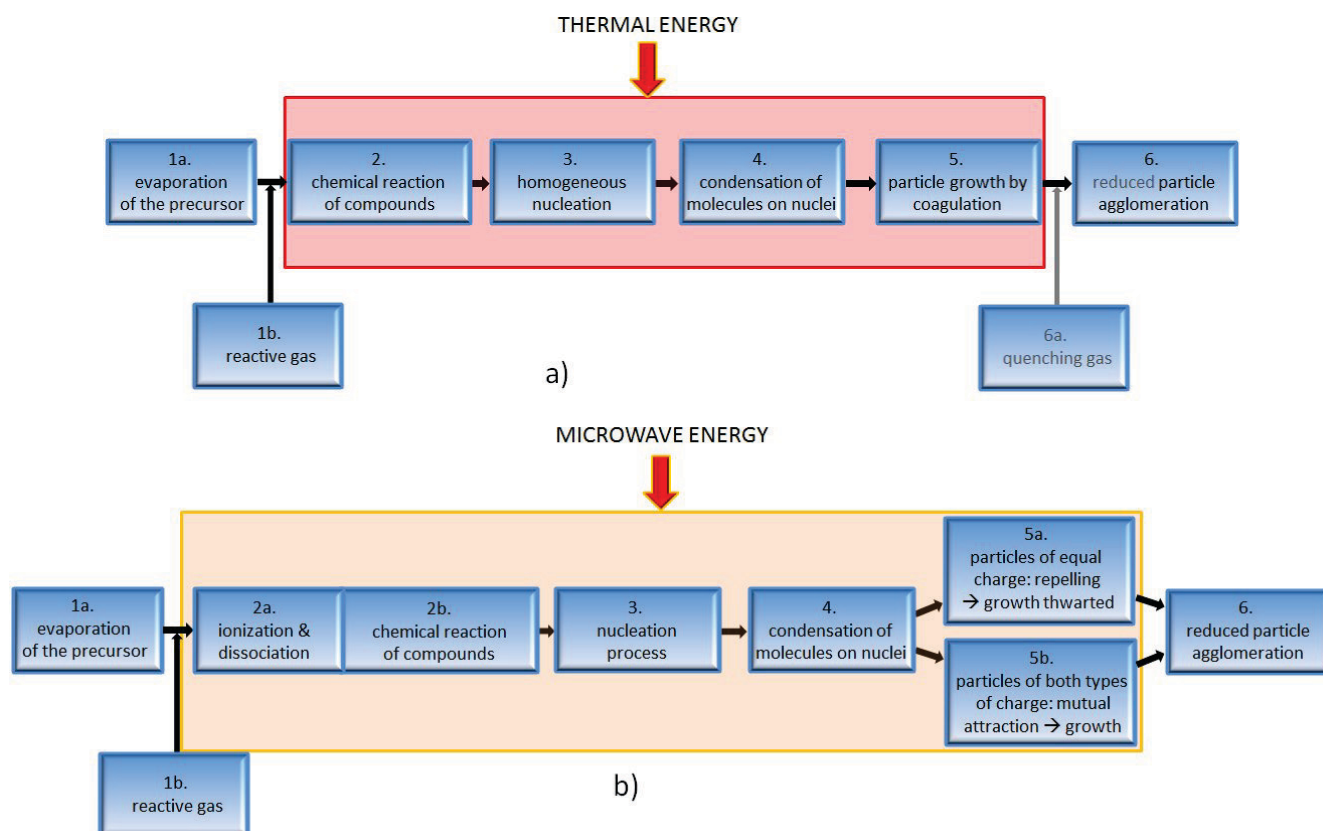 THERMAL ENERGY
1a.
evaporation
of the precursor
2.
chemical reaction
of compounds
3.
homogeneous
nucleation
4.
condensation of
molecules on nuclei
5.
particle growth by
coagulation
6.
reduced particle
agglomeration
1b.
reactive gas
6a.
quenching gas
a)
MICROWAVE ENERGY
1a.
evaporation
of the precursor
2a.
ionization &
dissociation
2b.
chemical reaction
of compounds
3.
nucleation
process
4.
condensation of
molecules on nuclei
5a.
particles of equal
charge: repelling
→ growth thwarted
5b.
particles of both types
of charge: mutual
attraction → growth
6.
reduced particle
agglomeration
1b.
reactive gas
b)